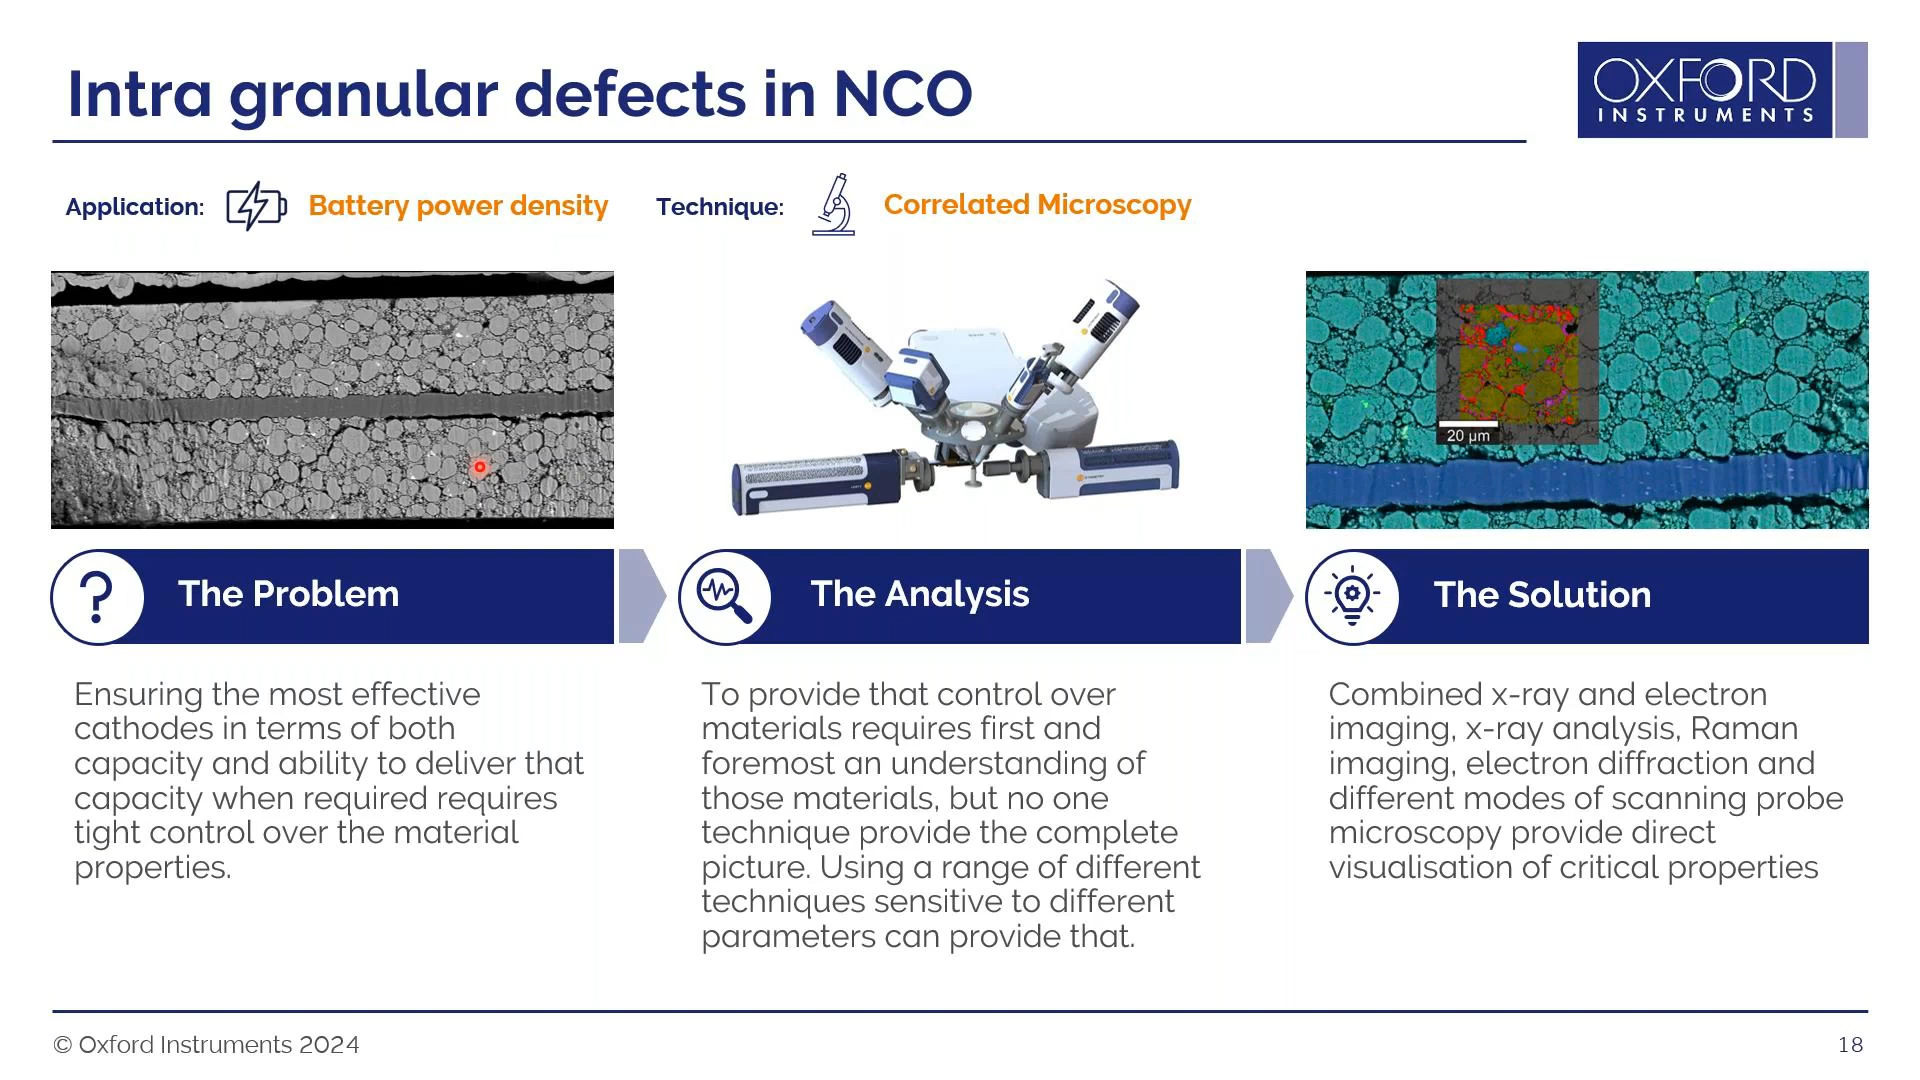 Intra granular defects in NCO
OXFORD
INSTRUMENTS
Application:
Battery power density
Technique:
Correlated Microscopy
20 µm
The Problem
The Analysis
The Solution
Ensuring the most effective
cathodes in terms of both
capacity and ability to deliver that
capacity when required requires
tight control over the material
properties.
To provide that control over
materials requires first and
foremost an understanding of
those materials, but no one
technique provide the complete
picture. Using a range of different
techniques sensitive to different
parameters can provide that.
Combined x-ray and electron
imaging, x-ray analysis, Raman
imaging, electron diffraction and
different modes of scanning probe
microscopy provide direct
visualisation of critical properties
© Oxford Instruments 2024
18